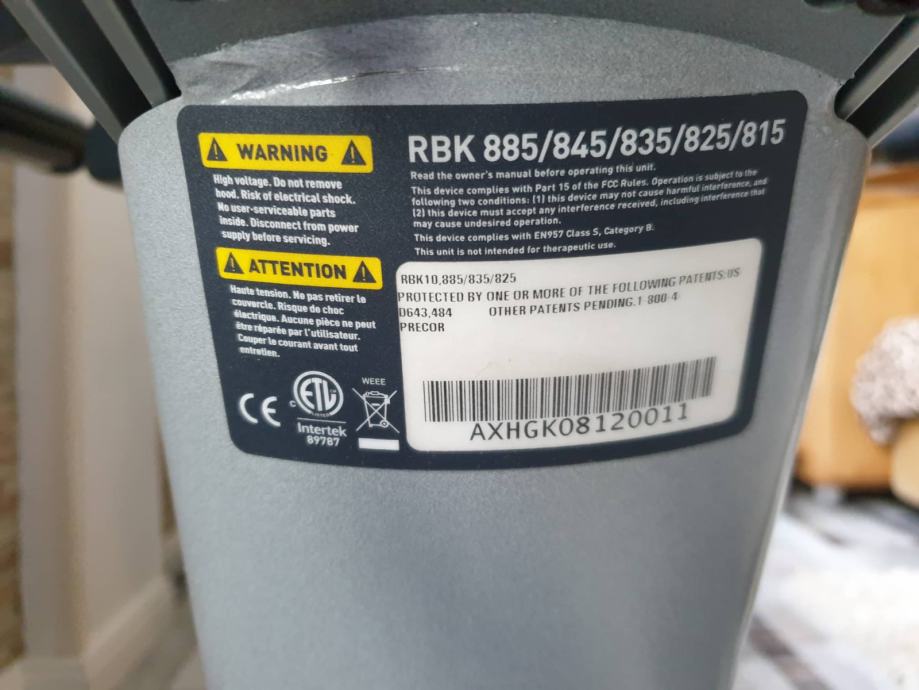 WARNING
High voltage. Do not remove
hood. Risk of electrical shock.
No user-serviceable parts
inside. Disconnect from power
supply before servicing.
ATTENTION
Haute tension. Ne pas retirer le
couvercle. Risque de choc
électrique. Aucune pièce ne peut
être réparée par l'utilisateur.
Couper le courant avant tout
entretien.
CE
C ETL
LISTED
Intertek
89787
WEEE
RBK 885/845/835/825/815
Read the owner's manual before operating this unit.
This device complies with Part 15 of the FCC Rules. Operation is subject to the
following two conditions: (1) this device may not cause harmful interference, and
(2) this device must accept any interference received, including interference that
may cause undesired operation.
This device complies with EN957 Class S, Category B.
This unit is not intended for therapeutic use.
RBK10,885/835/825
PROTECTED BY ONE OR MORE OF THE FOLLOWING PATENTS:US
D643,484 OTHER PATENTS PENDING.1-800-4-
PRECOR
AXHGK08120011